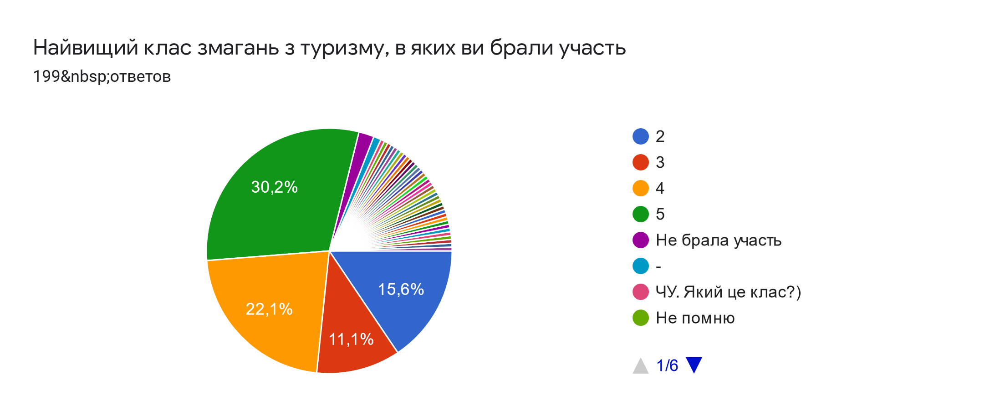 Найвищий клас змагань з туризму, в яких ви брали участь
199&nbsp;ответов
30,2%
15,6%
22,1%
11,1%
2
3
4
5
Не брала участь
-
ЧУ. Який це клас?)
Не помню
1/6